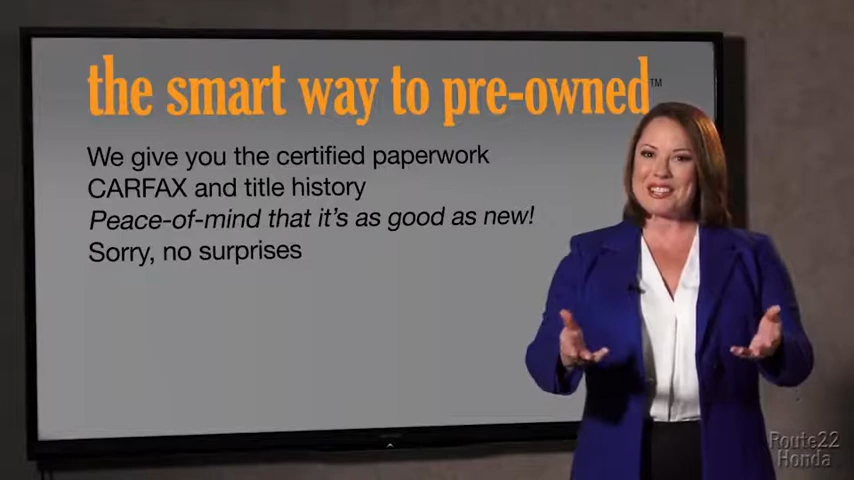 the smart way to pre-owned™
We give you the certified paperwork
CARFAX and title history
Peace-of-mind that it's as good as new!
Sorry, no surprises
Route22
Honda